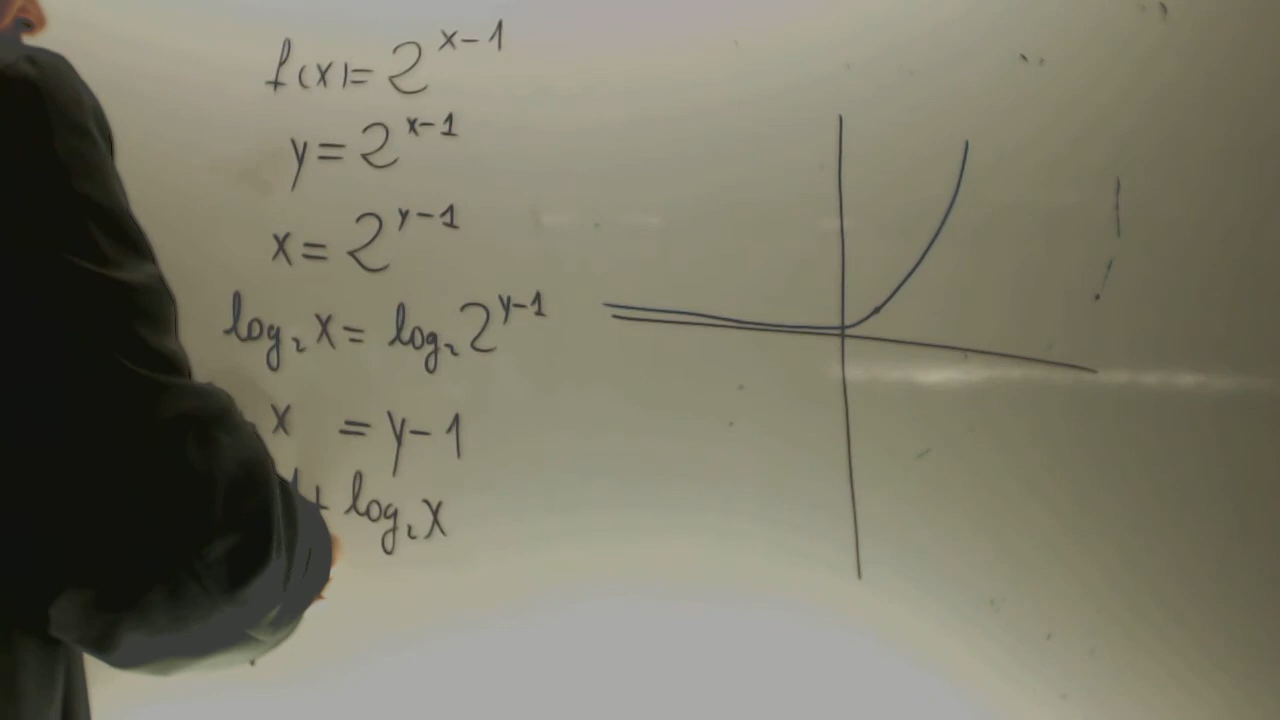 f(x)=2^{x-1}
y=2^{x-1}
x=2^{y-1}
log₂x=log₂2^{y-1}
x =y-1
+ log₂x